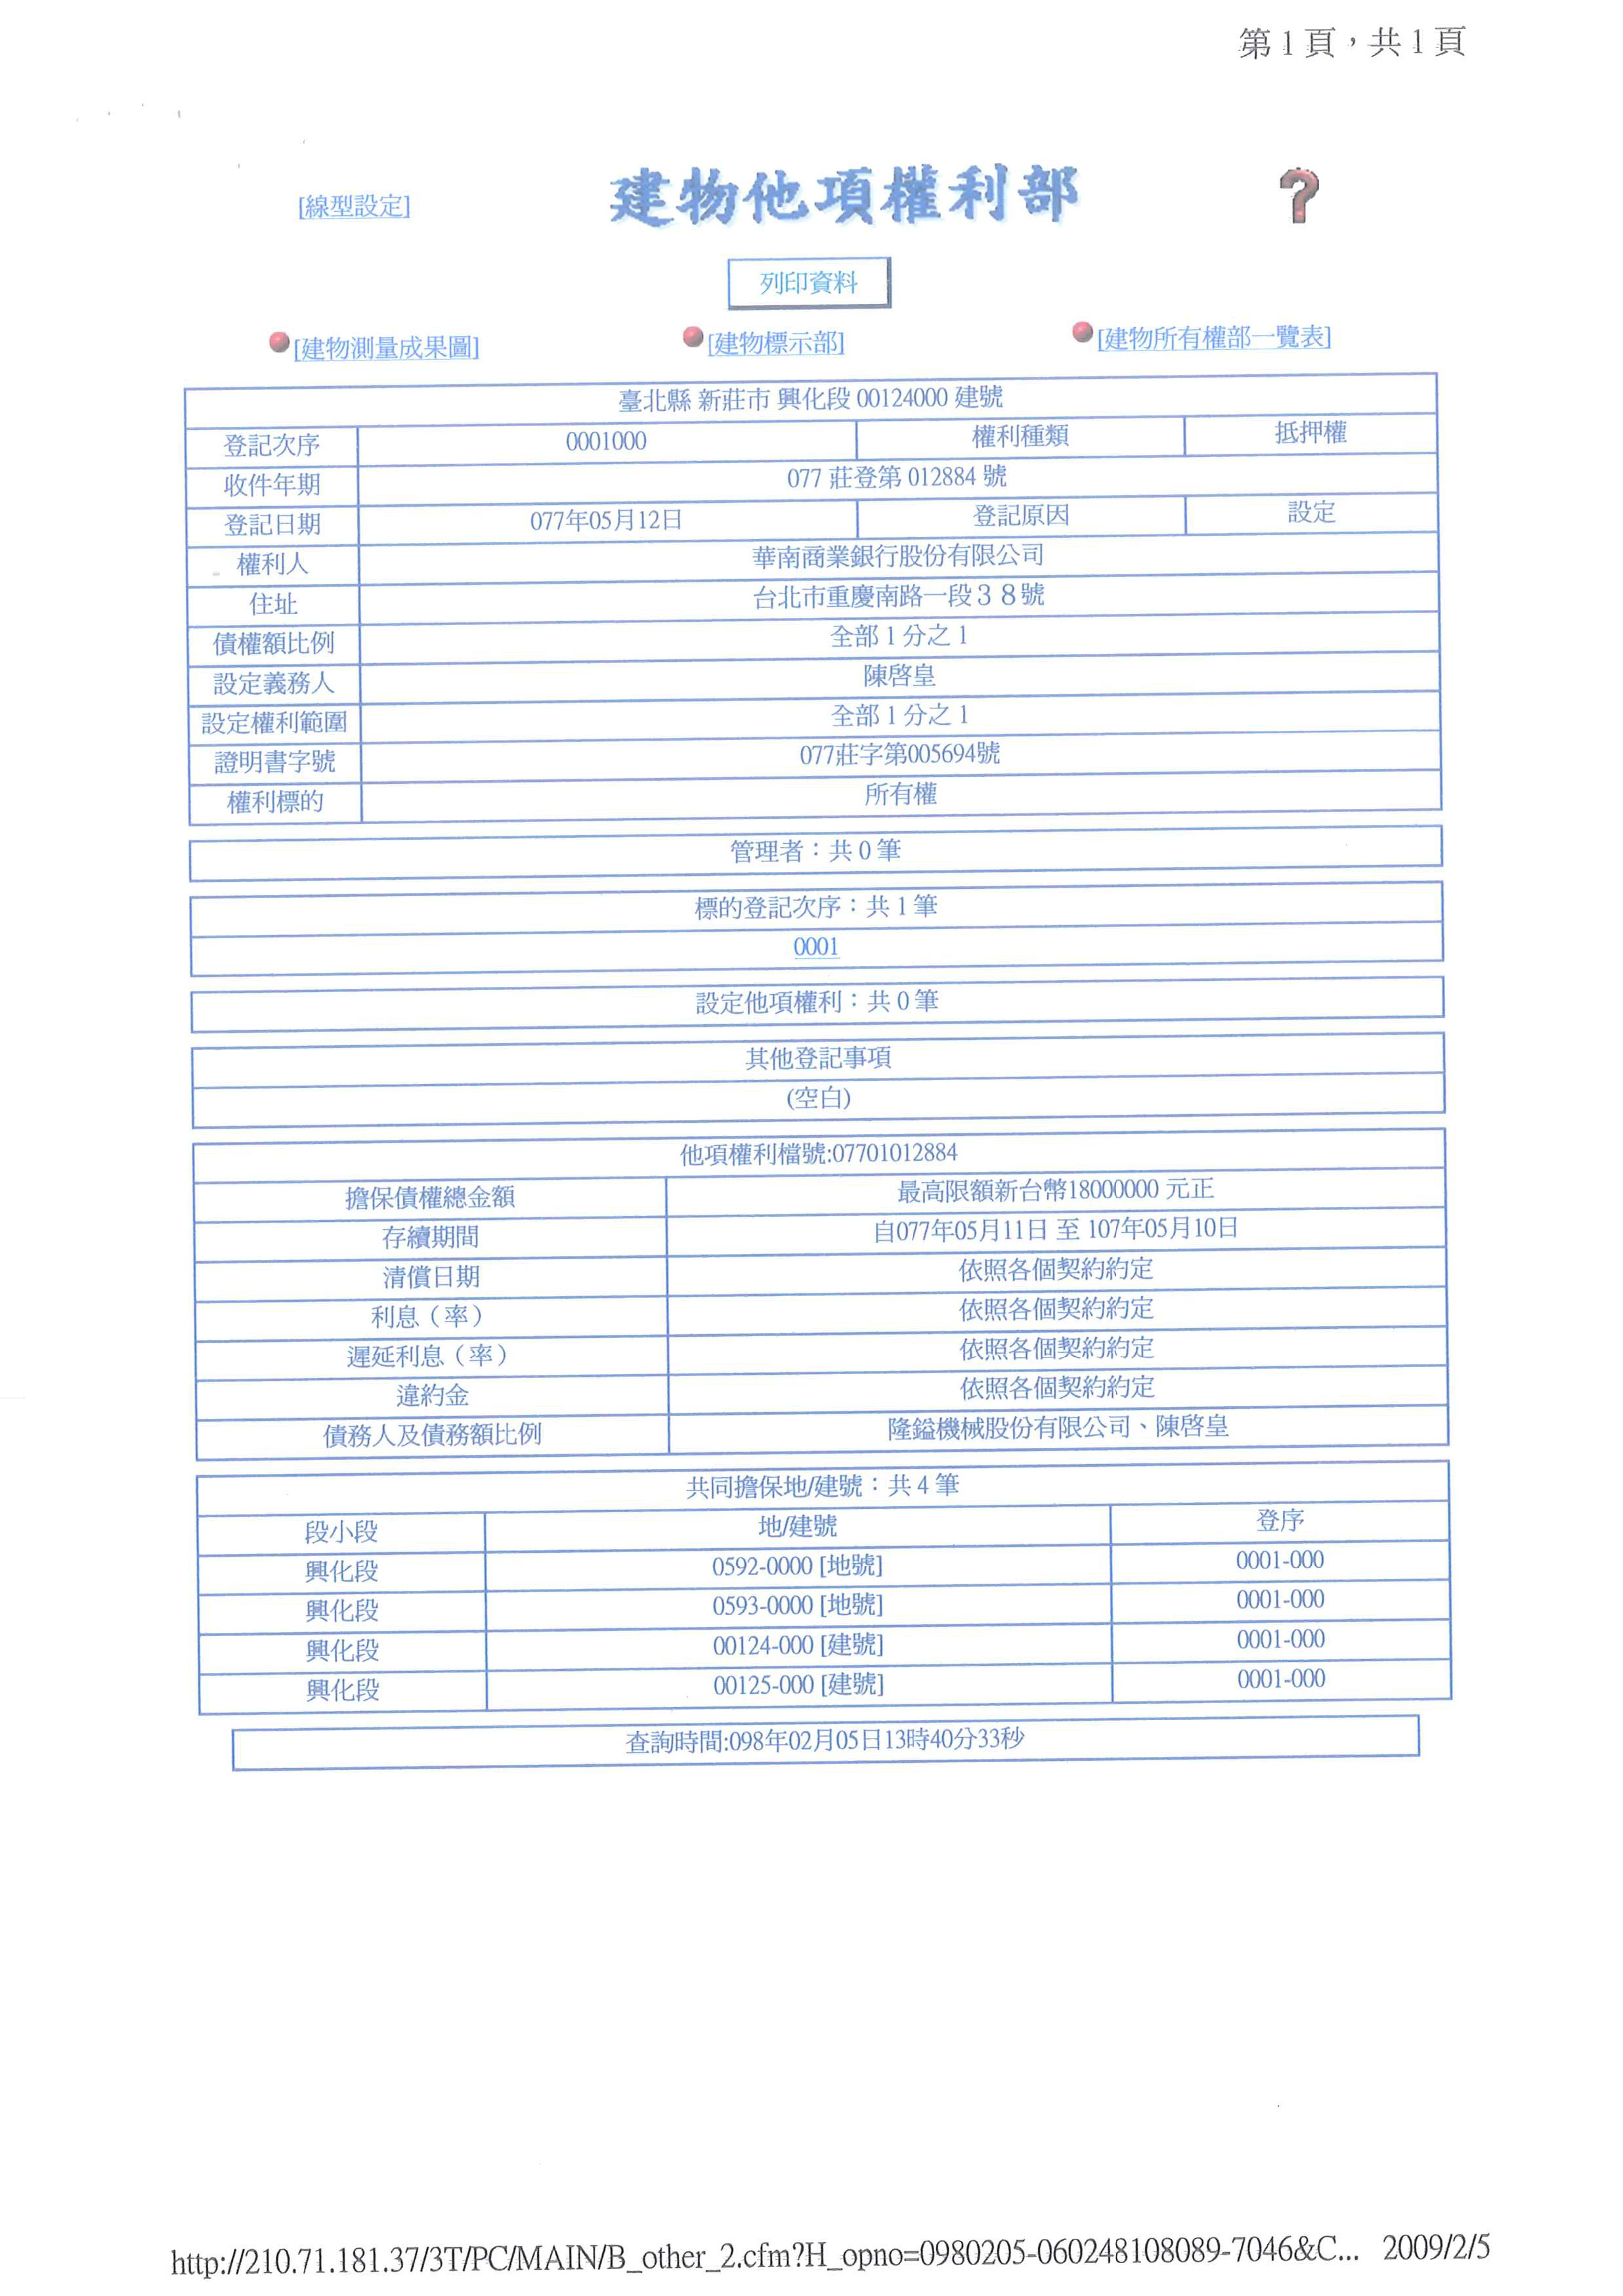 第1頁，共1頁
[線型設定]
建物他項權利部
列印資料
[建物測量成果圖] [建物標示部] [建物所有權部一覽表]
臺北縣 新莊市 興化段 00124000 建號
登記次序 0001000 權利種類 抵押權
收件年期 077 莊登第 012884 號
登記日期 077年05月12日 登記原因 設定
權利人 華南商業銀行股份有限公司
住址 台北市重慶南路一段３８號
債權額比例 全部 1 分之 1
設定義務人 陳啓皇
設定權利範圍 全部 1 分之 1
證明書字號 077莊字第005694號
權利標的 所有權
管理者：共 0 筆
標的登記次序：共 1 筆
0001
設定他項權利：共 0 筆
其他登記事項
(空白)
他項權利檔號:07701012884
擔保債權總金額 最高限額新台幣18000000 元正
存續期間 自077年05月11日 至 107年05月10日
清償日期 依照各個契約約定
利息（率） 依照各個契約約定
遲延利息（率） 依照各個契約約定
違約金 依照各個契約約定
債務人及債務額比例 隆鎰機械股份有限公司、陳啓皇
共同擔保地/建號：共 4 筆
段小段 地/建號 登序
興化段 0592-0000 [地號] 0001-000
興化段 0593-0000 [地號] 0001-000
興化段 00124-000 [建號] 0001-000
興化段 00125-000 [建號] 0001-000
查詢時間:098年02月05日13時40分33秒
http://210.71.181.37/3T/PC/MAIN/B_other_2.cfm?H_opno=0980205-060248108089-7046&C... 2009/2/5